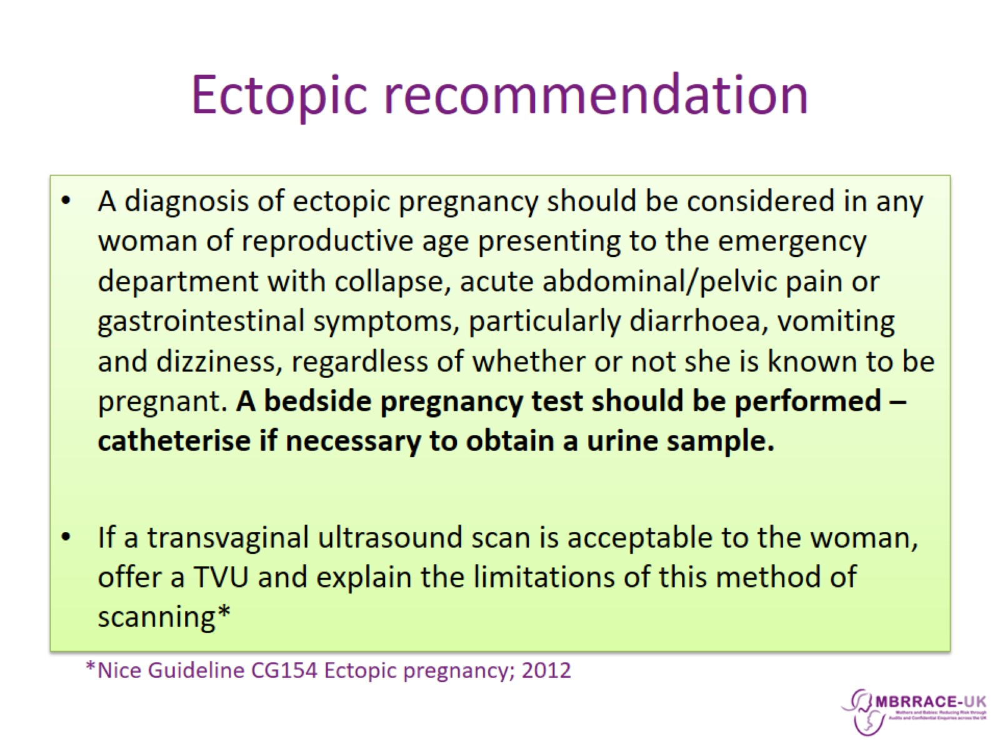 Ectopic recommendation
• A diagnosis of ectopic pregnancy should be considered in any
woman of reproductive age presenting to the emergency
department with collapse, acute abdominal/pelvic pain or
gastrointestinal symptoms, particularly diarrhoea, vomiting
and dizziness, regardless of whether or not she is known to be
pregnant. A bedside pregnancy test should be performed –
catheterise if necessary to obtain a urine sample.
• If a transvaginal ultrasound scan is acceptable to the woman,
offer a TVU and explain the limitations of this method of
scanning*
*Nice Guideline CG154 Ectopic pregnancy; 2012
MBRRACE-UK
Mothers and Babies: Reducing Risk through
Audits and Confidential Enquiries across the UK